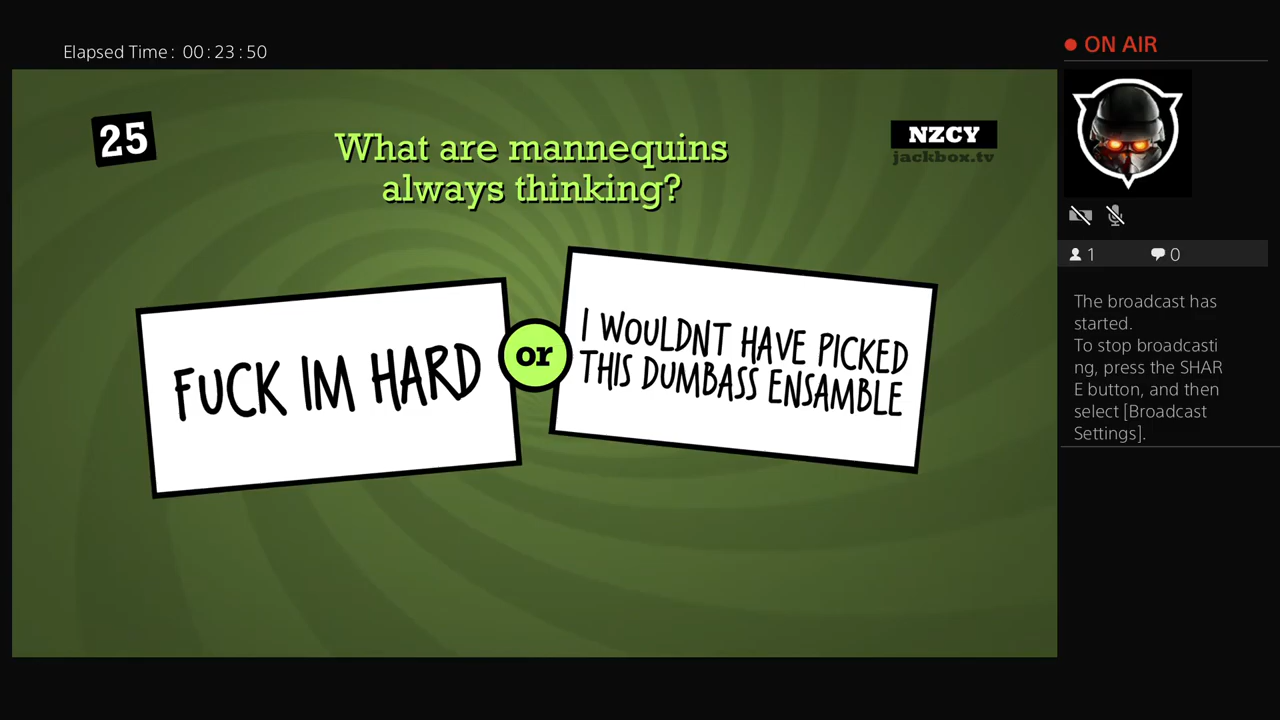 Elapsed Time: 00:23:50
ON AIR
25
What are mannequins
always thinking?
NZCY
jackbox.tv
FUCK IM HARD
or
I WOULDNT HAVE PICKED
THIS DUMBASS ENSAMBLE
1
0
The broadcast has
started.
To stop broadcasti
ng, press the SHAR
E button, and then
select [Broadcast
Settings].